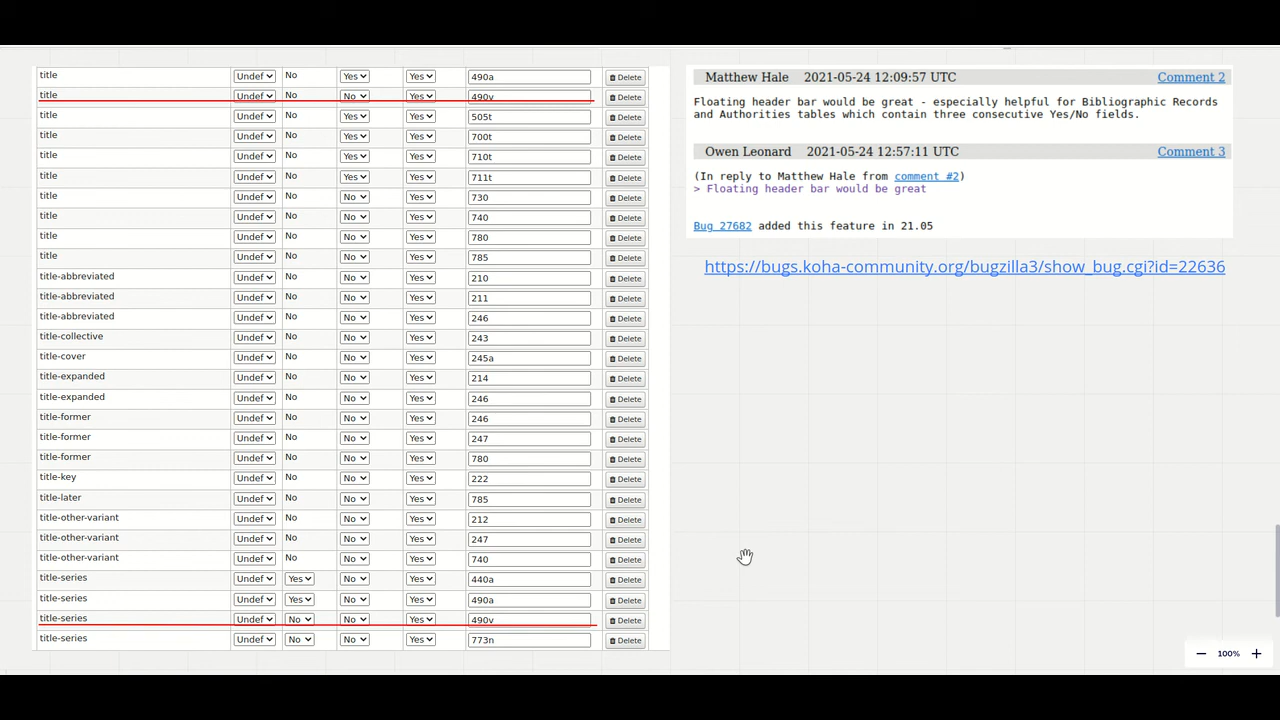 title Undef No Yes Yes 490a Delete
title Undef No No Yes 490v Delete
title Undef No Yes Yes 505t Delete
title Undef No Yes Yes 700t Delete
title Undef No Yes Yes 710t Delete
title Undef No Yes Yes 711t Delete
title Undef No No Yes 730 Delete
title Undef No No Yes 740 Delete
title Undef No No Yes 780 Delete
title Undef No No Yes 785 Delete
title-abbreviated Undef No No Yes 210 Delete
title-abbreviated Undef No No Yes 211 Delete
title-abbreviated Undef No No Yes 246 Delete
title-collective Undef No No Yes 243 Delete
title-cover Undef No No Yes 245a Delete
title-expanded Undef No No Yes 214 Delete
title-expanded Undef No No Yes 246 Delete
title-former Undef No No Yes 246 Delete
title-former Undef No No Yes 247 Delete
title-former Undef No No Yes 780 Delete
title-key Undef No No Yes 222 Delete
title-later Undef No No Yes 785 Delete
title-other-variant Undef No No Yes 212 Delete
title-other-variant Undef No No Yes 247 Delete
title-other-variant Undef No No Yes 740 Delete
title-series Undef Yes No Yes 440a Delete
title-series Undef Yes No Yes 490a Delete
title-series Undef No No Yes 490v Delete
title-series Undef No No Yes 773n Delete
Matthew Hale 2021-05-24 12:09:57 UTC Comment 2
Floating header bar would be great - especially helpful for Bibliographic Records
and Authorities tables which contain three consecutive Yes/No fields.
Owen Leonard 2021-05-24 12:57:11 UTC Comment 3
(In reply to Matthew Hale from comment #2)
> Floating header bar would be great
Bug 27682 added this feature in 21.05
https://bugs.koha-community.org/bugzilla3/show_bug.cgi?id=22636
100%